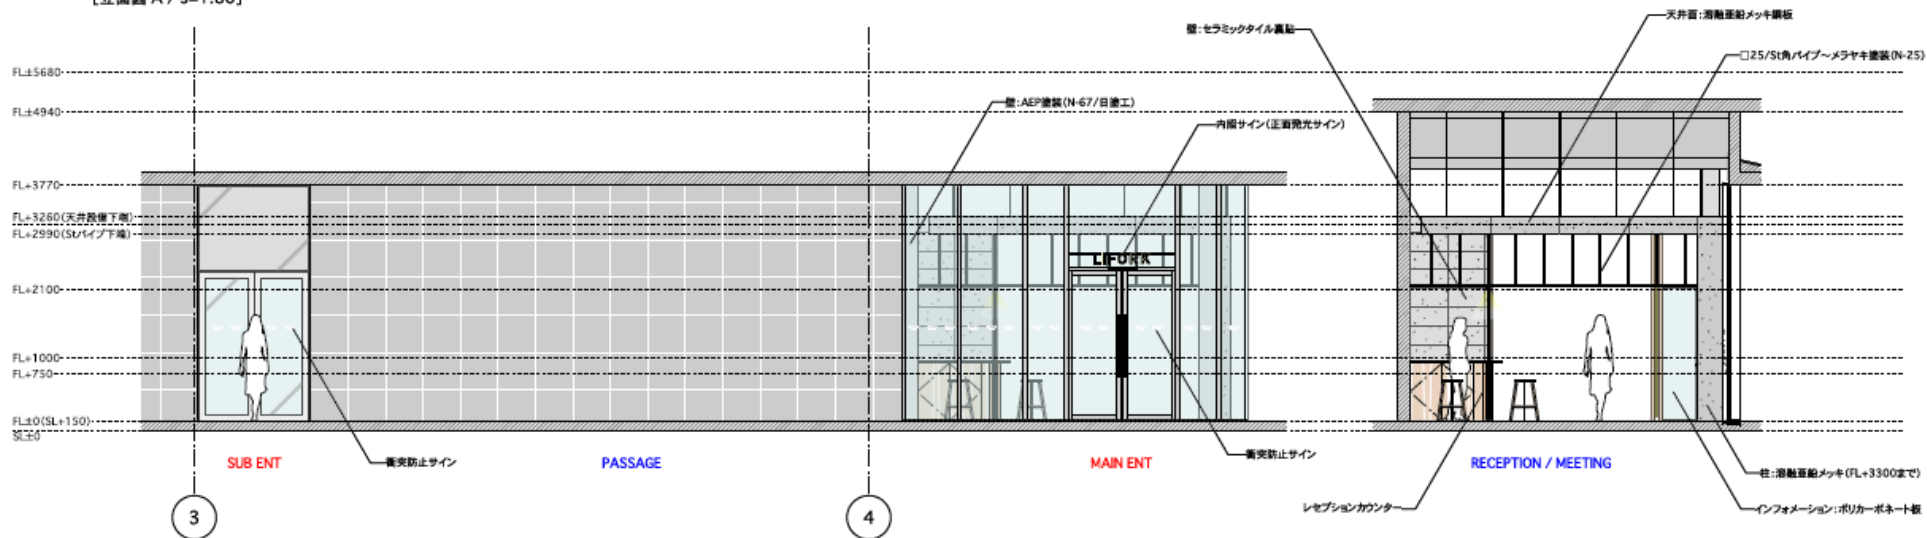 [立面図 A / S=1:80]
天井面:溶融亜鉛メッキ鋼板
壁:セラミックタイル裏貼
□25/St角パイプ〜メラヤキ塗装(N-25)
FL±5680
壁:AEP塗装(N-67/日塗工)
FL±4940
内照サイン(正面発光サイン)
FL+3770
FL+3260(天井設備下端)
FL+2990(Stパイプ下端)
LIFORK
FL+2100
FL+1000
FL+750
FL±0(SL+150)
SL±0
SUB ENT
衝突防止サイン
PASSAGE
MAIN ENT
衝突防止サイン
RECEPTION / MEETING
柱:溶融亜鉛メッキ(FL+3300まで)
レセプションカウンター
インフォメーション:ポリカーボネート板
3
4